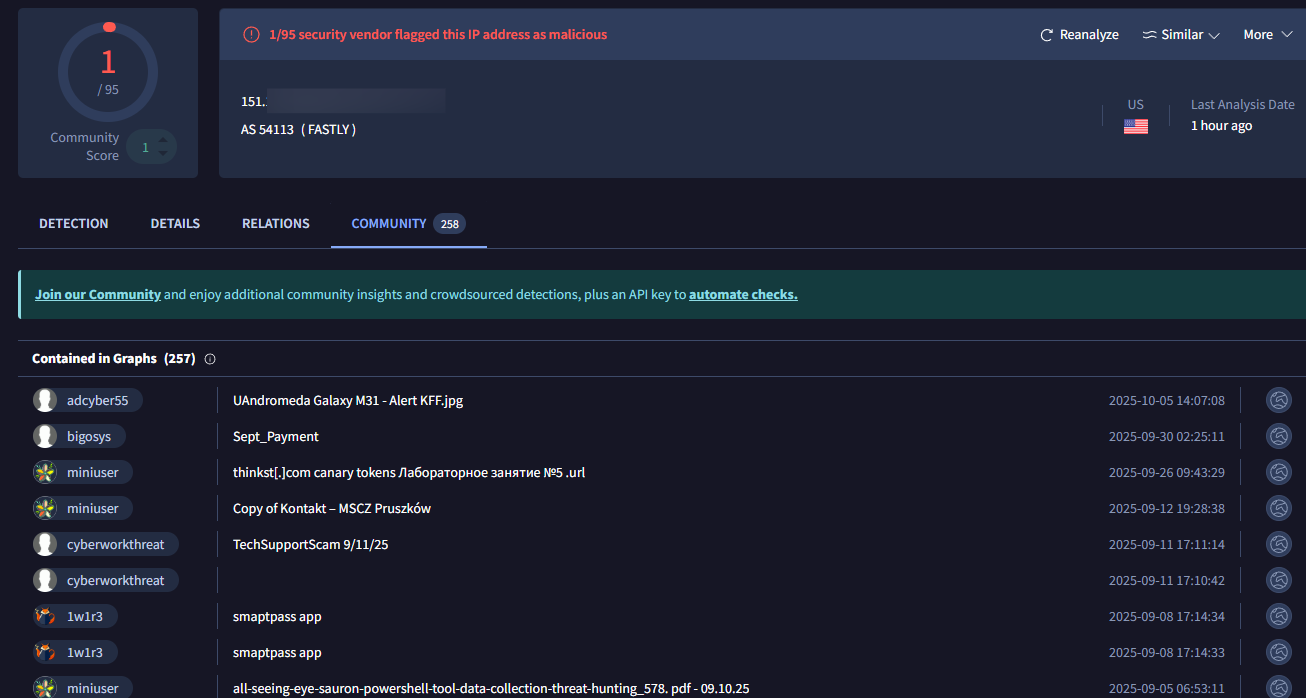 1
/ 95
Community
Score
1
1/95 security vendor flagged this IP address as malicious
Reanalyze
Similar
More
151.
AS 54113 ( FASTLY )
US
Last Analysis Date
1 hour ago
DETECTION
DETAILS
RELATIONS
COMMUNITY 258
Join our Community and enjoy additional community insights and crowdsourced detections, plus an API key to automate checks.
Contained in Graphs (257)
adcyber55 UAndromeda Galaxy M31 - Alert KFF.jpg 2025-10-05 14:07:08
bigosys Sept_Payment 2025-09-30 02:25:11
miniuser thinkst[.]com canary tokens Лабораторное занятие №5 .url 2025-09-26 09:43:29
miniuser Copy of Kontakt – MSCZ Pruszków 2025-09-12 19:28:38
cyberworkthreat TechSupportScam 9/11/25 2025-09-11 17:11:14
cyberworkthreat 2025-09-11 17:10:42
1w1r3 smaptpass app 2025-09-08 17:14:34
1w1r3 smaptpass app 2025-09-08 17:14:33
miniuser all-seeing-eye-sauron-powershell-tool-data-collection-threat-hunting_578. pdf - 09.10.25 2025-09-05 06:53:11